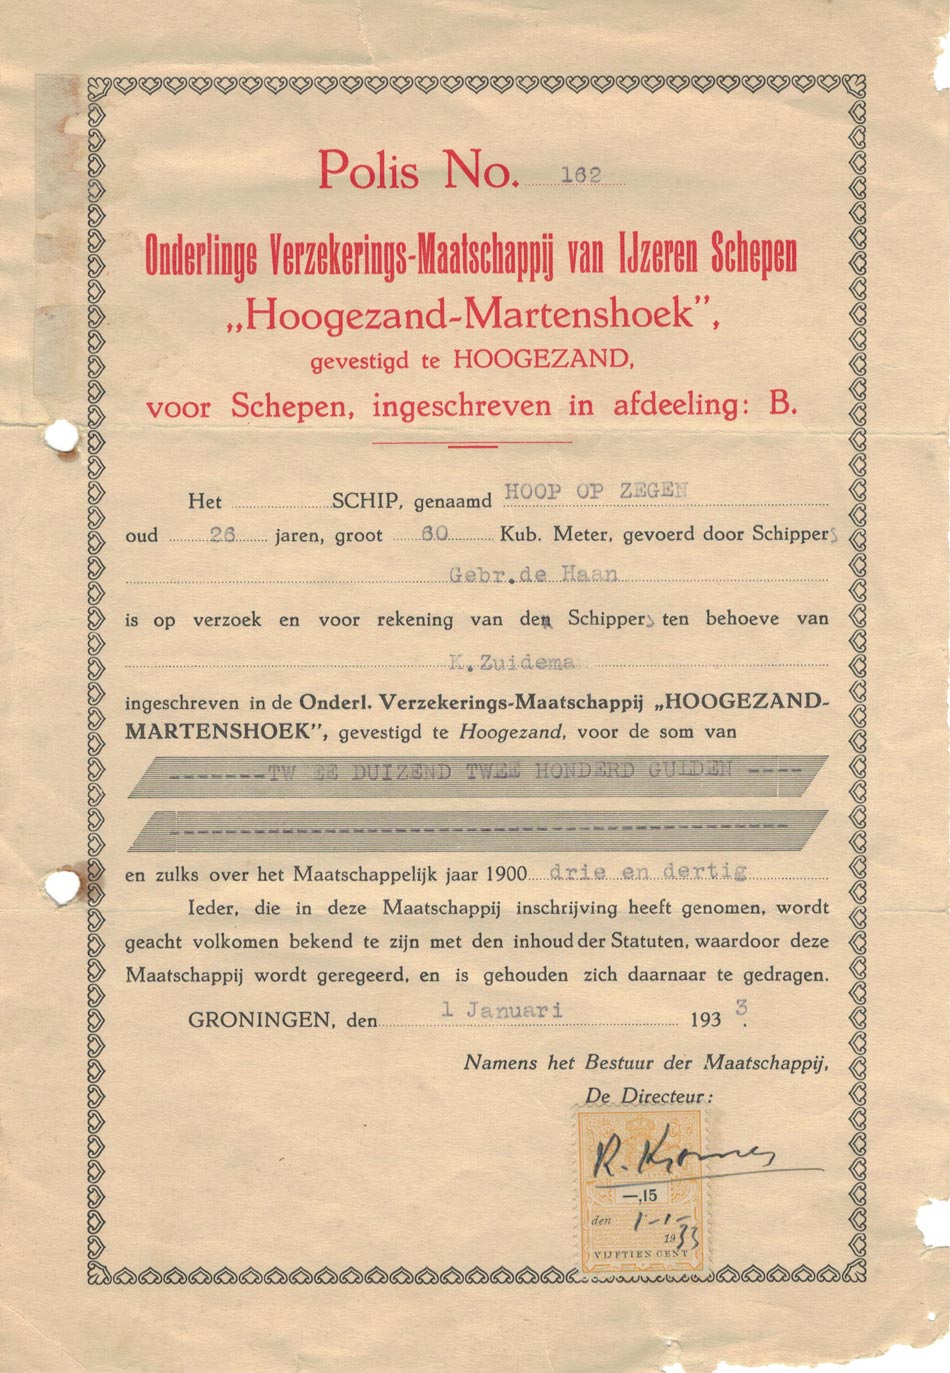 Polis No. 162
Onderlinge Verzekerings-Maatschappij van IJzeren Schepen
„Hoogezand-Martenshoek”,
gevestigd te HOOGEZAND,
voor Schepen, ingeschreven in afdeeling: B.
Het SCHIP, genaamd HOOP OP ZEGEN
oud 26 jaren, groot 60 Kub. Meter, gevoerd door Schippers
Gebr.de Haan
is op verzoek en voor rekening van den Schippers ten behoeve van
K.Zuidema
ingeschreven in de Onderl. Verzekerings-Maatschappij „HOOGEZAND-
MARTENSHOEK”, gevestigd te Hoogezand, voor de som van
-------TWEE DUIZEND TWEE HONDERD GULDEN ----
en zulks over het Maatschappelijk jaar 1900 drie en dertig
Ieder, die in deze Maatschappij inschrijving heeft genomen, wordt
geacht volkomen bekend te zijn met den inhoud der Statuten, waardoor deze
Maatschappij wordt geregeerd, en is gehouden zich daarnaar te gedragen.
GRONINGEN, den 1 Januari 1933.
Namens het Bestuur der Maatschappij,
De Directeur:
R.
—,15
den 1-1-
1933
VIJFTIEN CENT